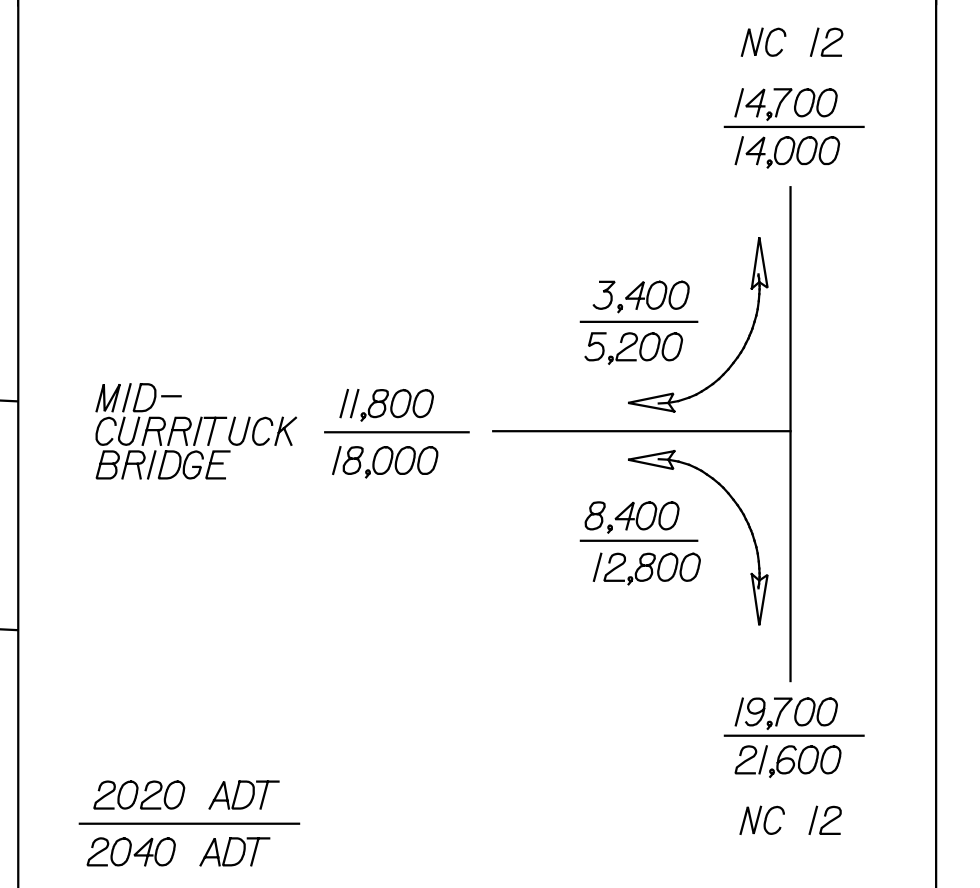 NC 12
14,700
14,000
3,400
5,200
MID-
CURRITUCK
BRIDGE
11,800
18,000
8,400
12,800
19,700
21,600
NC 12
2020 ADT
2040 ADT